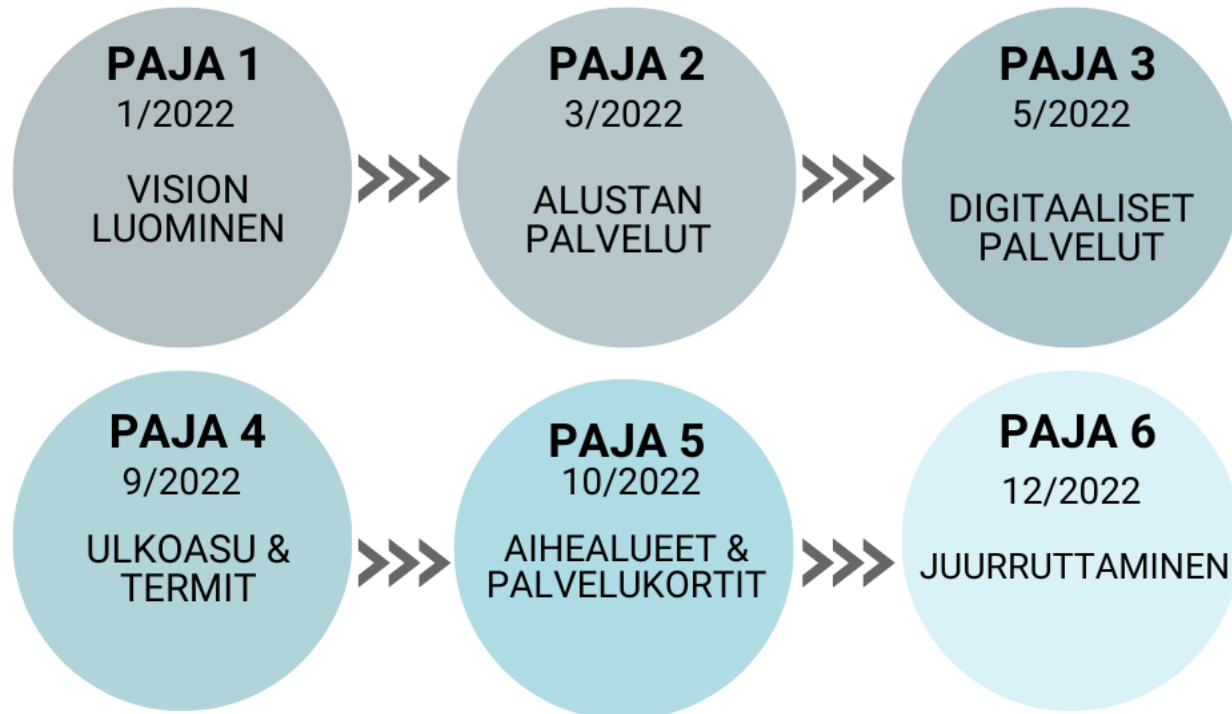 PAJA 1
1/2022
VISION
LUOMINEN
PAJA 2
3/2022
ALUSTAN
PALVELUT
PAJA 3
5/2022
DIGITAALISET
PALVELUT
PAJA 4
9/2022
ULKOASU &
TERMIT
PAJA 5
10/2022
AIHEALUEET &
PALVELUKORTIT
PAJA 6
12/2022
JUURRUTTAMINEN